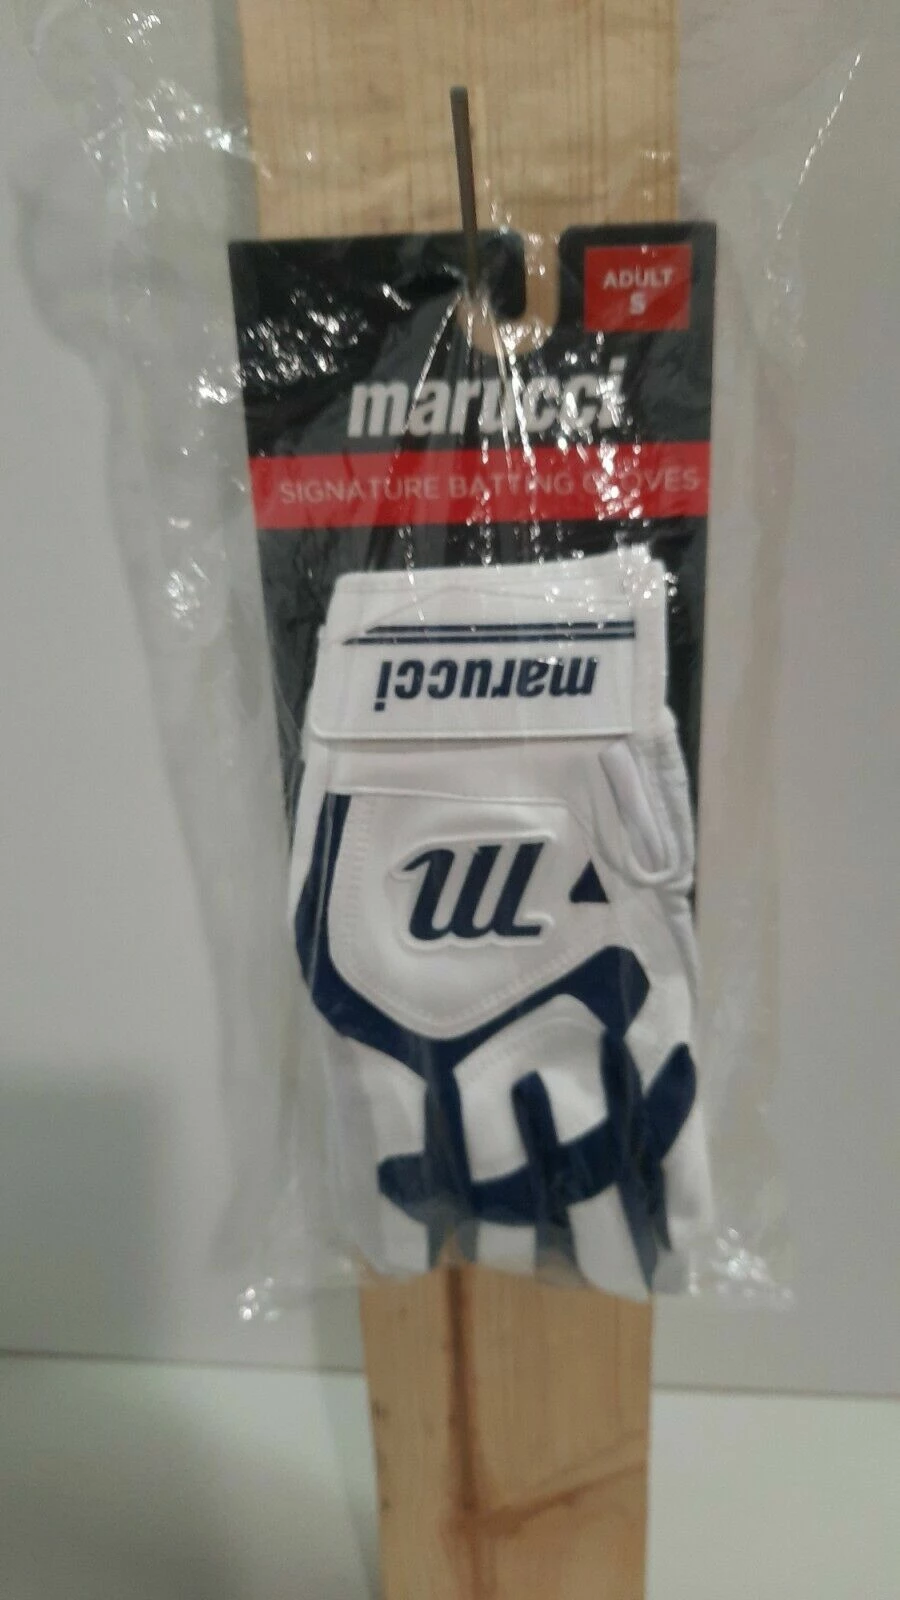 ADULT
S
marucci
SIGNATURE BATTING GLOVES
marucci
m